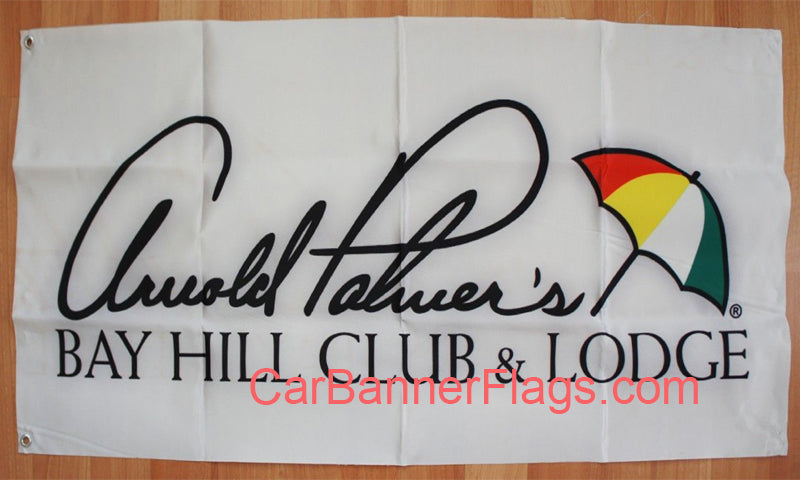 Arnold Palmer's
®
BAY HILL CLUB & LODGE
CarBannerFlags.com